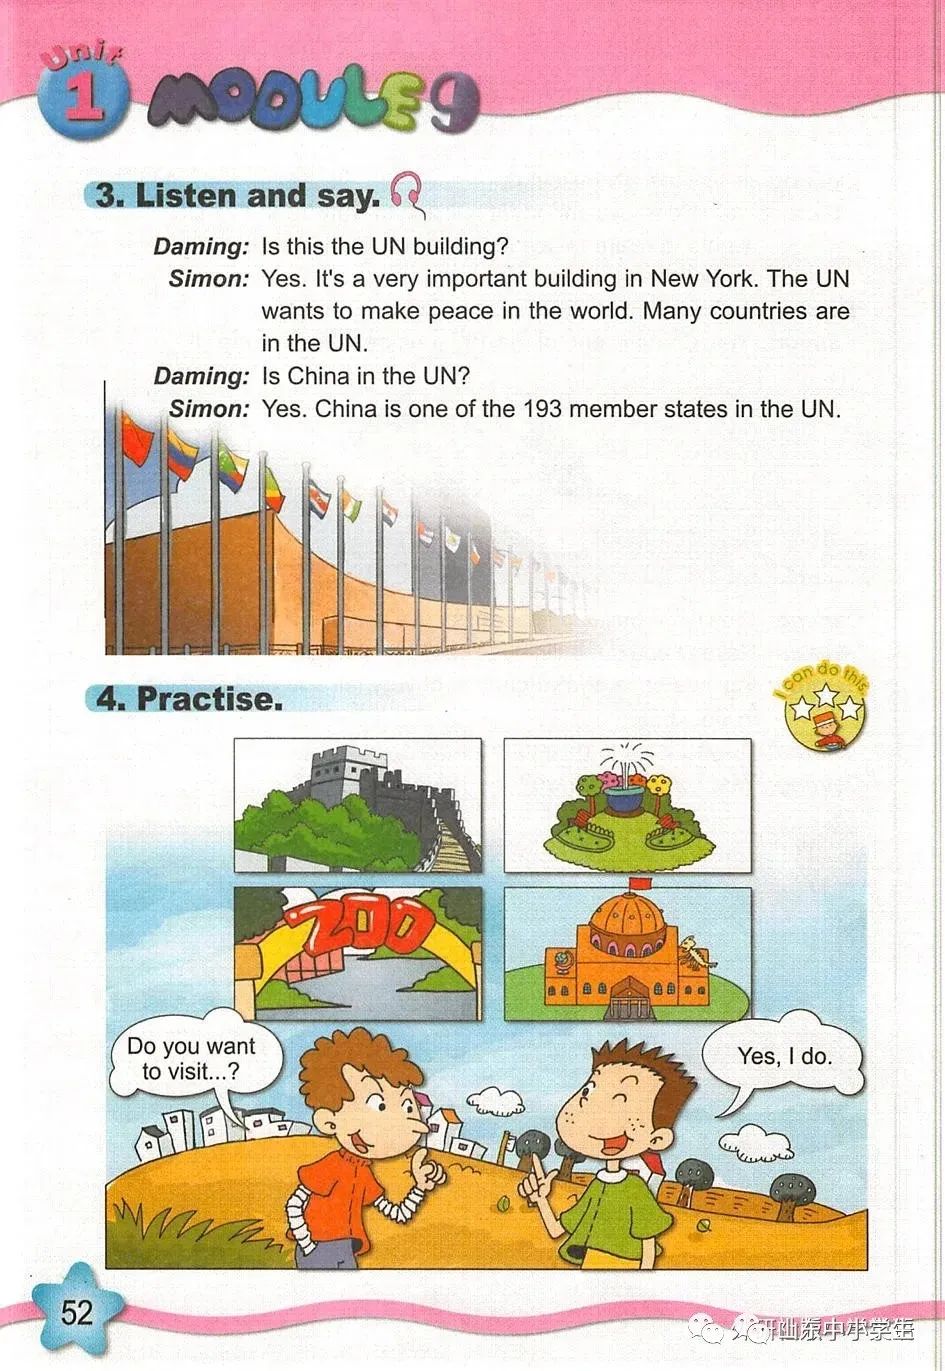 Unit
1 MODULE 9
3. Listen and say.
Daming: Is this the UN building?
Simon: Yes. It's a very important building in New York. The UN
wants to make peace in the world. Many countries are
in the UN.
Daming: Is China in the UN?
Simon: Yes. China is one of the 193 member states in the UN.
4. Practise.
I can do this.
ZOO
Do you want
to visit...?
Yes, I do.
52
中小学生